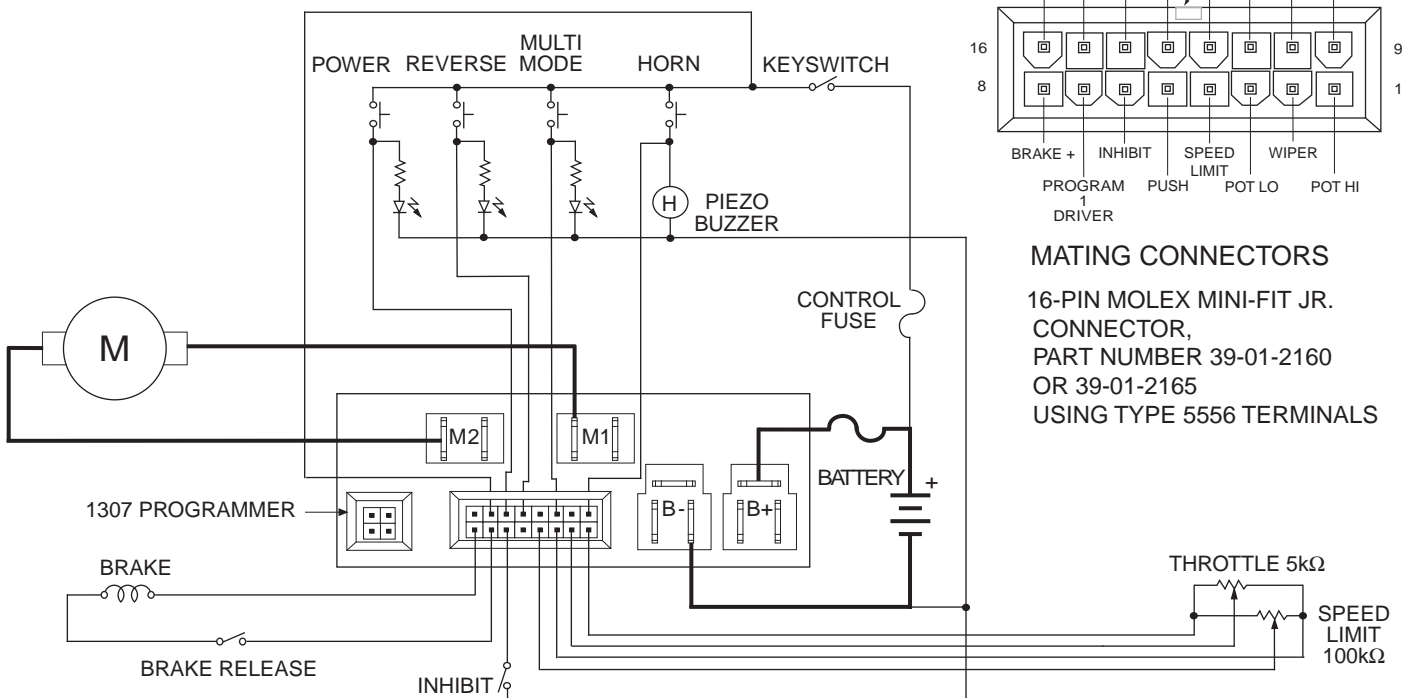 POWER
REVERSE
MULTI
MODE
HORN
KEYSWITCH
H
PIEZO
BUZZER
CONTROL
FUSE
M
M2
M1
B-
B+
BATTERY
+
1307 PROGRAMMER
BRAKE
BRAKE RELEASE
INHIBIT
THROTTLE 5kΩ
SPEED
LIMIT
100kΩ
16
9
8
1
BRAKE +
INHIBIT
SPEED
LIMIT
WIPER
PROGRAM
1
DRIVER
PUSH
POT LO
POT HI
MATING CONNECTORS
16-PIN MOLEX MINI-FIT JR.
CONNECTOR,
PART NUMBER 39-01-2160
OR 39-01-2165
USING TYPE 5556 TERMINALS